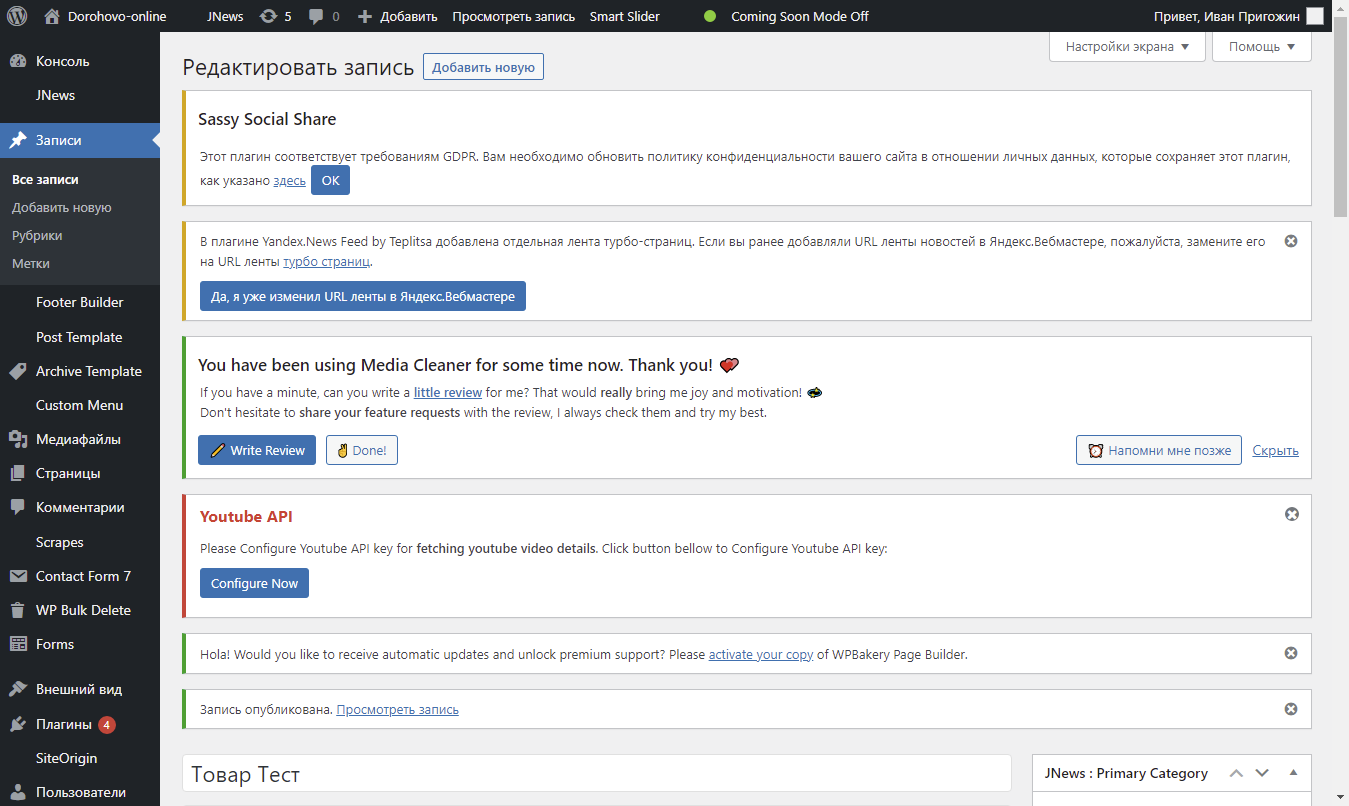 Dorohovo-online JNews 5 0 Добавить Просмотреть запись Smart Slider Coming Soon Mode Off Привет, Иван Пригожин
Консоль
JNews
Записи
Все записи
Добавить новую
Рубрики
Метки
Footer Builder
Post Template
Archive Template
Custom Menu
Медиафайлы
Страницы
Комментарии
Scrapes
Contact Form 7
WP Bulk Delete
Forms
Внешний вид
Плагины 4
SiteOrigin
Пользователи
Настройки экрана Помощь
Редактировать запись Добавить новую
Sassy Social Share
Этот плагин соответствует требованиям GDPR. Вам необходимо обновить политику конфиденциальности вашего сайта в отношении личных данных, которые сохраняет этот плагин,
как указано здесь OK
В плагине Yandex.News Feed by Teplitsa добавлена отдельная лента турбо-страниц. Если вы ранее добавляли URL ленты новостей в Яндекс.Вебмастере, пожалуйста, замените его
на URL ленты турбо страниц.
Да, я уже изменил URL ленты в Яндекс.Вебмастере
You have been using Media Cleaner for some time now. Thank you!
If you have a minute, can you write a little review for me? That would really bring me joy and motivation!
Don't hesitate to share your feature requests with the review, I always check them and try my best.
Write Review Done! Напомни мне позже Скрыть
Youtube API
Please Configure Youtube API key for fetching youtube video details. Click button bellow to Configure Youtube API key:
Configure Now
Hola! Would you like to receive automatic updates and unlock premium support? Please activate your copy of WPBakery Page Builder.
Запись опубликована. Просмотреть запись
Товар Тест
JNews : Primary Category